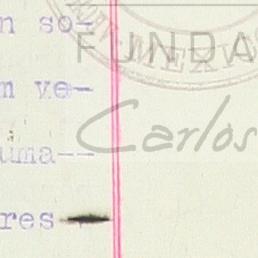 n so-
FUNDA
m ve-
Carlos
uma--
res